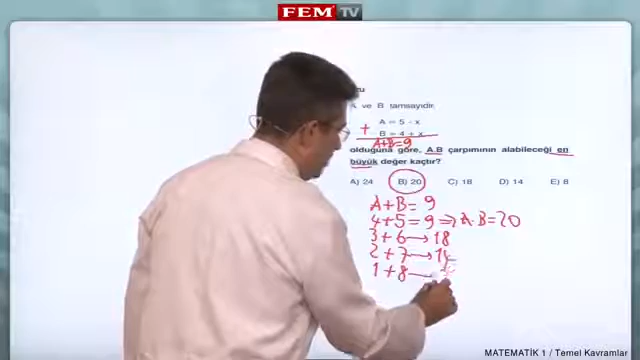 FEM TV
A ve B tamsayıdır.
A = 5 - x
+ B = 4 + x
A+B=9
olduğuna göre, A.B çarpımının alabileceği en
büyük değer kaçtır?
A) 24 B) 20 C) 18 D) 14 E) 8
A+B=9
4+5=9 ⇒ A·B=20
3+6→18
2+7→14
1+8→
MATEMATİK 1 / Temel Kavramlar